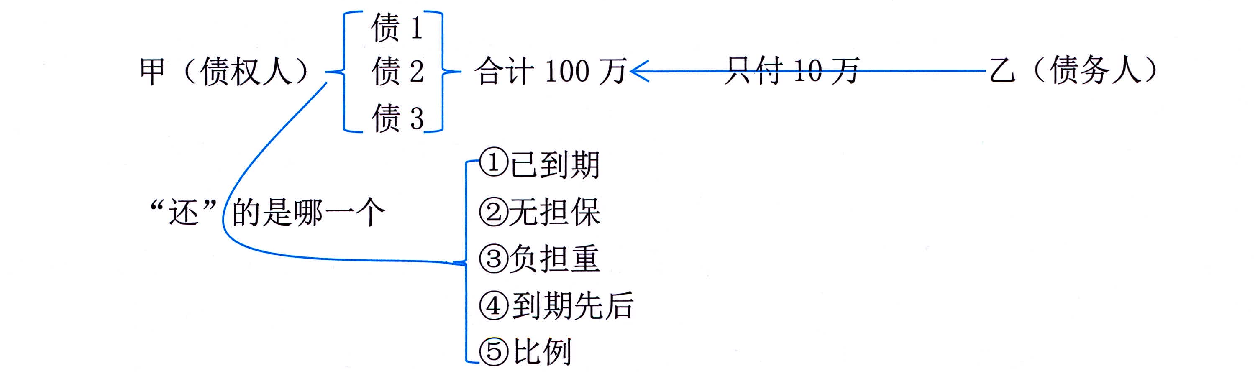 债 1
甲（债权人） 债 2 合计 100 万 只付 10 万 乙（债务人）
债 3
①已到期
“还”的是哪一个 ②无担保
③负担重
④到期先后
⑤比例